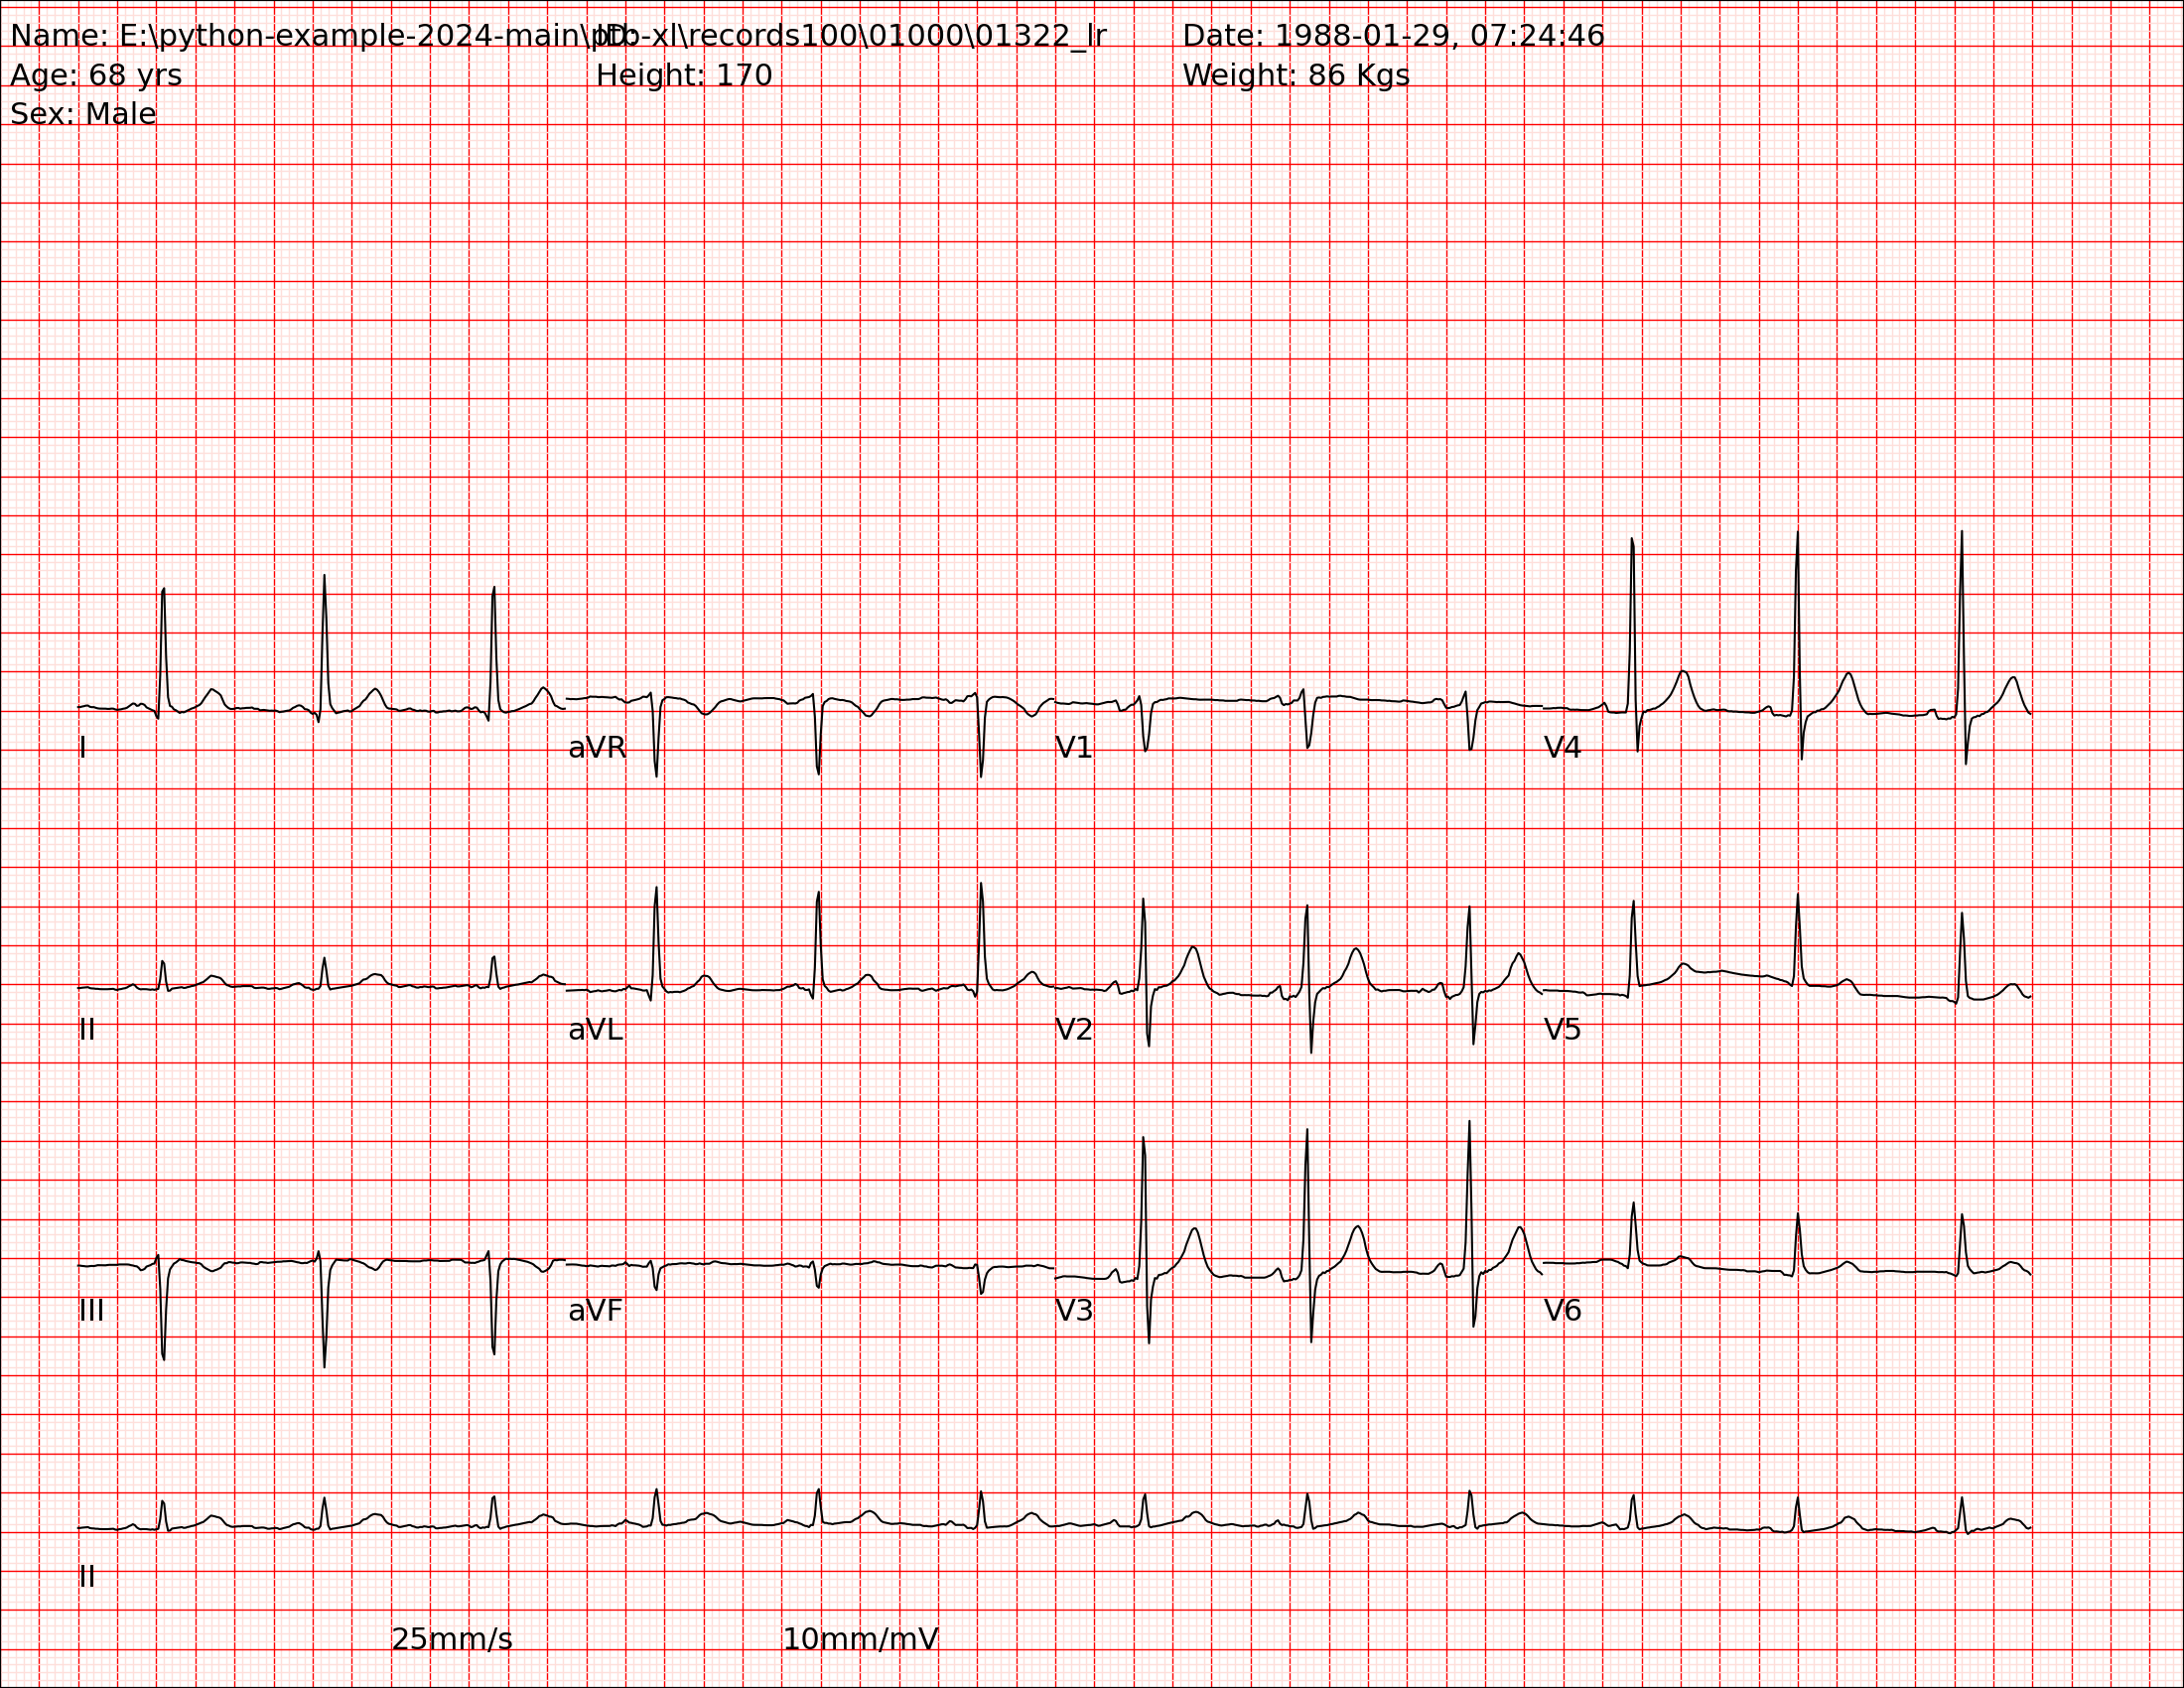 Name: E:\python-example-2024-main\ptb-xl\records100\01000\01322_lr ID: Date: 1988-01-29, 07:24:46
Age: 68 yrs Height: 170 Weight: 86 Kgs
Sex: Male
I aVR V1 V4
II aVL V2 V5
III aVF V3 V6
II
25mm/s 10mm/mV